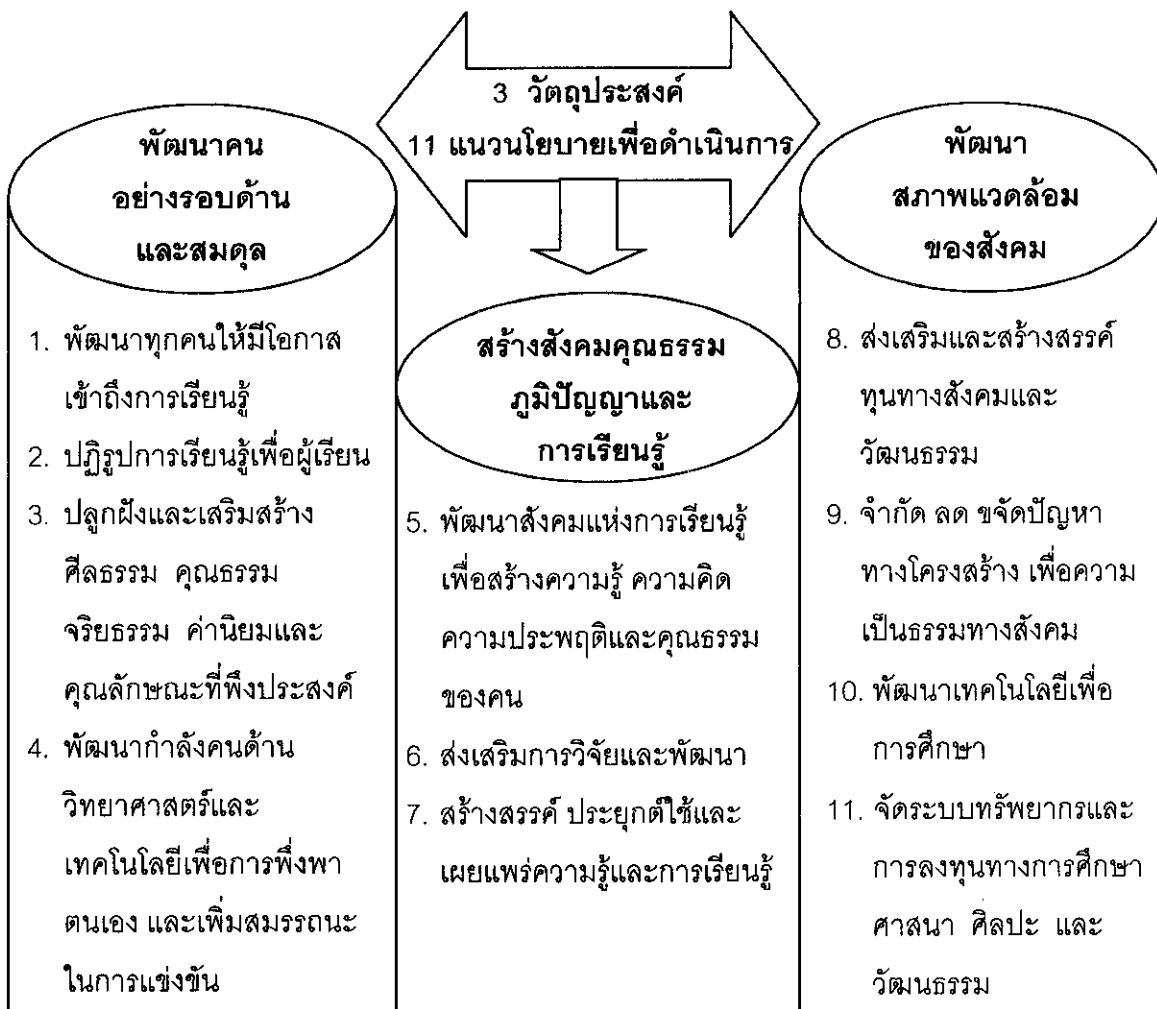 3 วัตถุประสงค์
11 แนวนโยบายเพื่อดำเนินการ
พัฒนาคน
อย่างรอบด้าน
และสมดุล
1. พัฒนาทุกคนให้มีโอกาส
เข้าถึงการเรียนรู้
2. ปฏิรูปการเรียนรู้เพื่อผู้เรียน
3. ปลูกฝังและเสริมสร้าง
ศีลธรรม คุณธรรม
จริยธรรม ค่านิยมและ
คุณลักษณะที่พึงประสงค์
4. พัฒนากำลังคนด้าน
วิทยาศาสตร์และ
เทคโนโลยีเพื่อการพึ่งพา
ตนเอง และเพิ่มสมรรถนะ
ในการแข่งขัน
สร้างสังคมคุณธรรม
ภูมิปัญญาและ
การเรียนรู้
5. พัฒนาสังคมแห่งการเรียนรู้
เพื่อสร้างความรู้ ความคิด
ความประพฤติและคุณธรรม
ของคน
6. ส่งเสริมการวิจัยและพัฒนา
7. สร้างสรรค์ ประยุกต์ใช้และ
เผยแพร่ความรู้และการเรียนรู้
พัฒนา
สภาพแวดล้อม
ของสังคม
8. ส่งเสริมและสร้างสรรค์
ทุนทางสังคมและ
วัฒนธรรม
9. จำกัด ลด ขจัดปัญหา
ทางโครงสร้าง เพื่อความ
เป็นธรรมทางสังคม
10. พัฒนาเทคโนโลยีเพื่อ
การศึกษา
11. จัดระบบทรัพยากรและ
การลงทุนทางการศึกษา
ศาสนา ศิลปะ และ
วัฒนธรรม